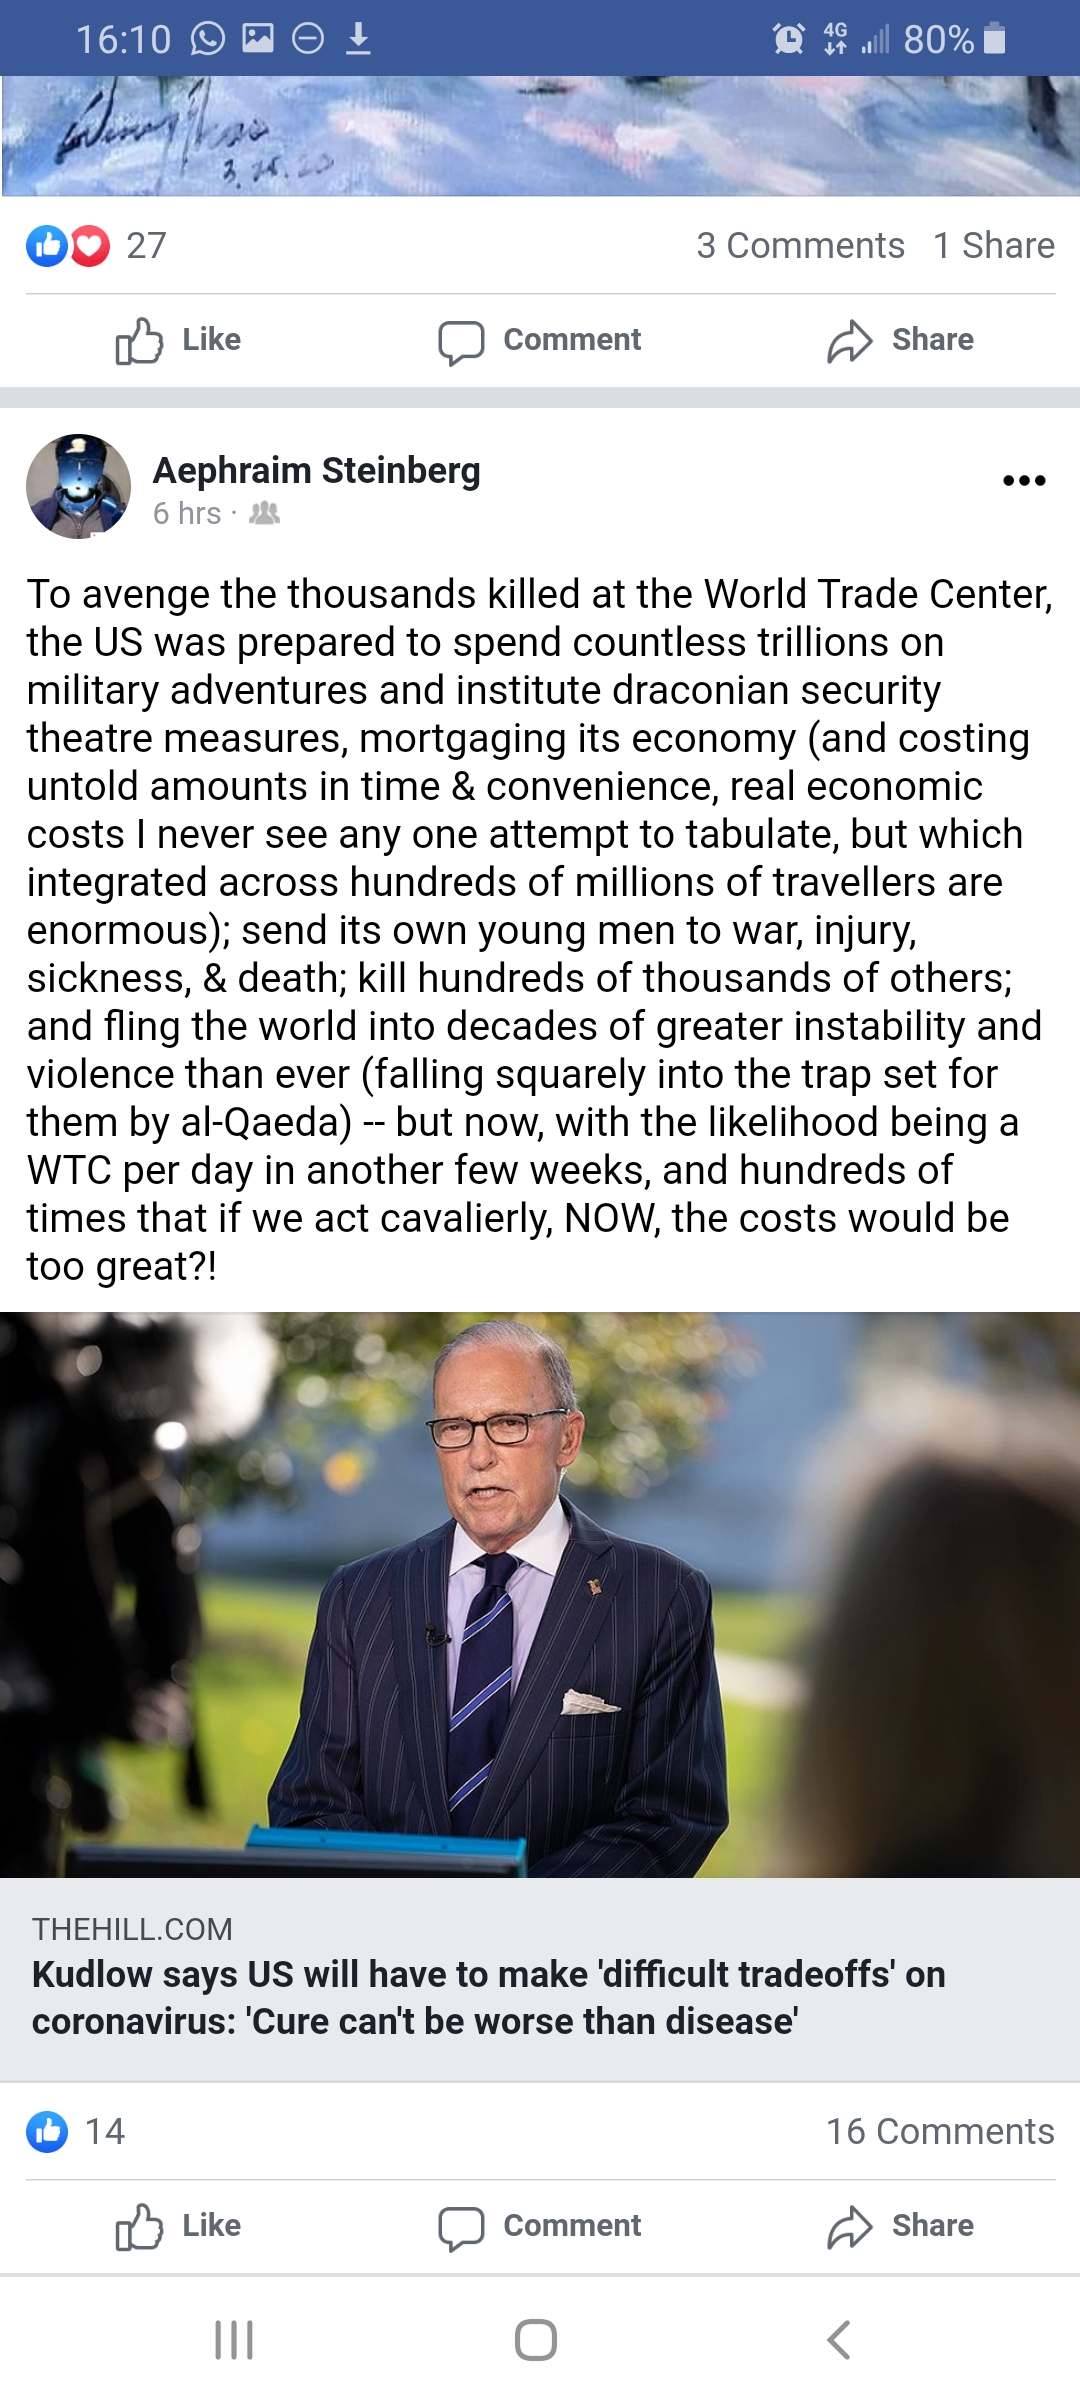 16:10
4G
80%
27
3 Comments 1 Share
Like
Comment
Share
Aephraim Steinberg
6 hrs ·
To avenge the thousands killed at the World Trade Center,
the US was prepared to spend countless trillions on
military adventures and institute draconian security
theatre measures, mortgaging its economy (and costing
untold amounts in time & convenience, real economic
costs I never see any one attempt to tabulate, but which
integrated across hundreds of millions of travellers are
enormous); send its own young men to war, injury,
sickness, & death; kill hundreds of thousands of others;
and fling the world into decades of greater instability and
violence than ever (falling squarely into the trap set for
them by al-Qaeda) -- but now, with the likelihood being a
WTC per day in another few weeks, and hundreds of
times that if we act cavalierly, NOW, the costs would be
too great?!
THEHILL.COM
Kudlow says US will have to make 'difficult tradeoffs' on
coronavirus: 'Cure can't be worse than disease'
14
16 Comments
Like
Comment
Share